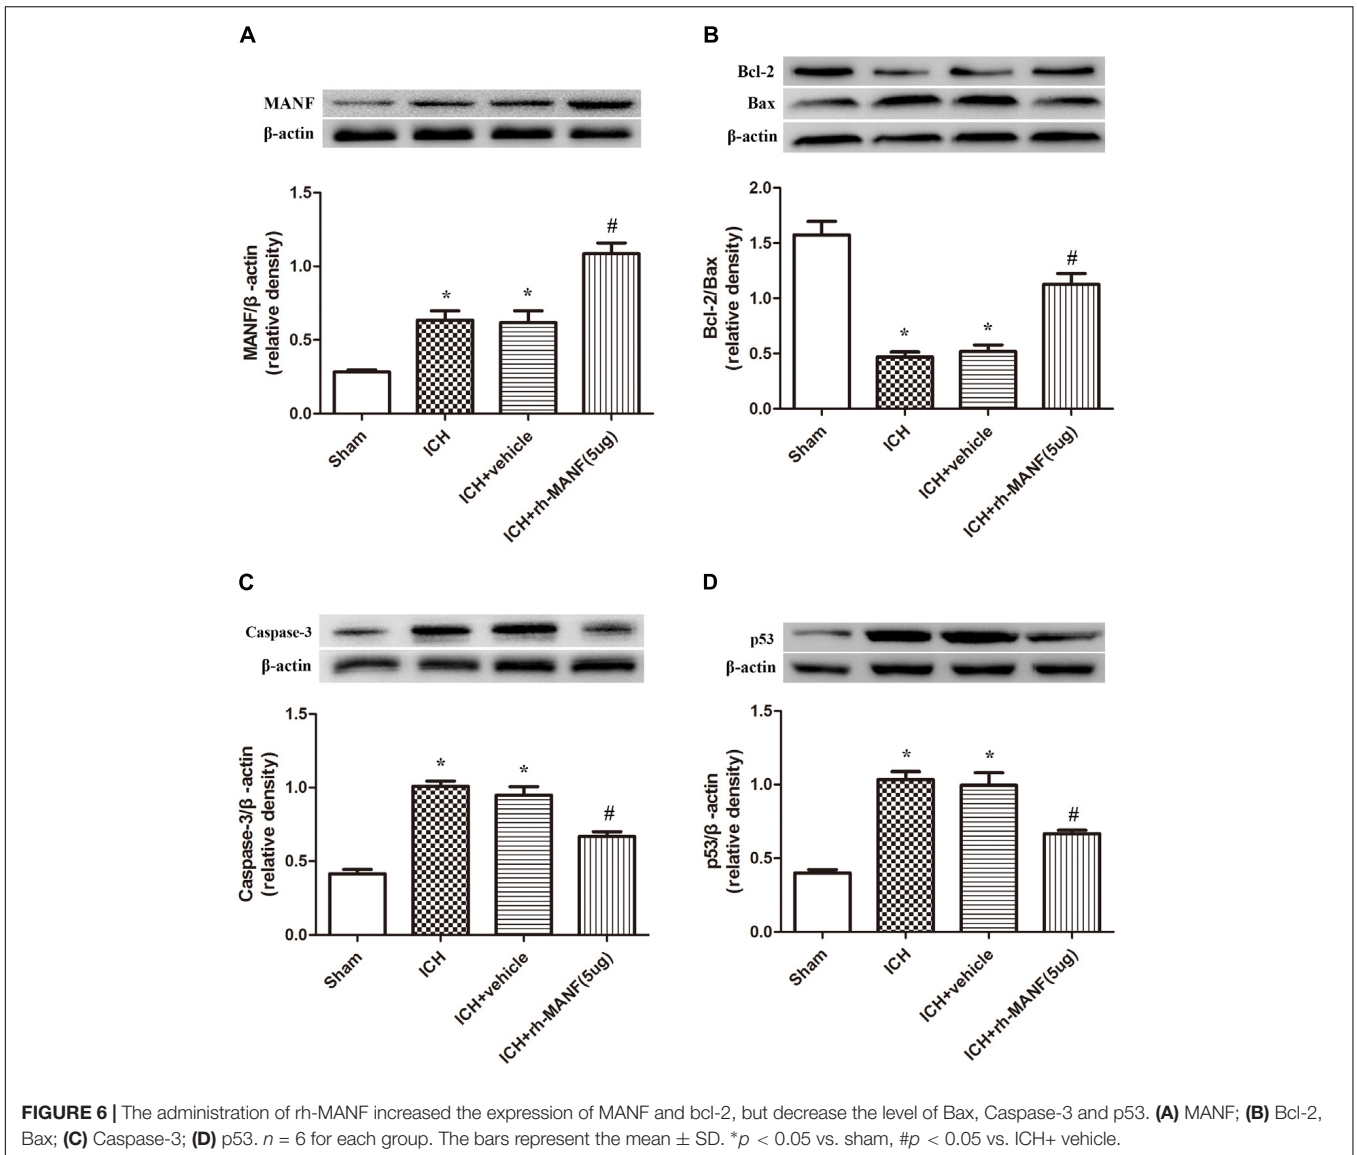 A
MANF
β-actin
1.5
1.0
0.5
0.0
MANF/β -actin
(relative density)
*
*
#
Sham
ICH
ICH+vehicle
ICH+rh-MANF(5ug)
B
Bcl-2
Bax
β-actin
2.0
1.5
1.0
0.5
0.0
Bcl-2/Bax
(relative density)
*
*
#
Sham
ICH
ICH+vehicle
ICH+rh-MANF(5ug)
C
Caspase-3
β-actin
1.5
1.0
0.5
0.0
Caspase-3/β -actin
(relative density)
*
*
#
Sham
ICH
ICH+vehicle
ICH+rh-MANF(5ug)
D
p53
β-actin
1.5
1.0
0.5
0.0
p53/β -actin
(relative density)
*
*
#
Sham
ICH
ICH+vehicle
ICH+rh-MANF(5ug)
FIGURE 6 | The administration of rh-MANF increased the expression of MANF and bcl-2, but decrease the level of Bax, Caspase-3 and p53. (A) MANF; (B) Bcl-2,
Bax; (C) Caspase-3; (D) p53. n = 6 for each group. The bars represent the mean ± SD. *p < 0.05 vs. sham, #p < 0.05 vs. ICH+ vehicle.